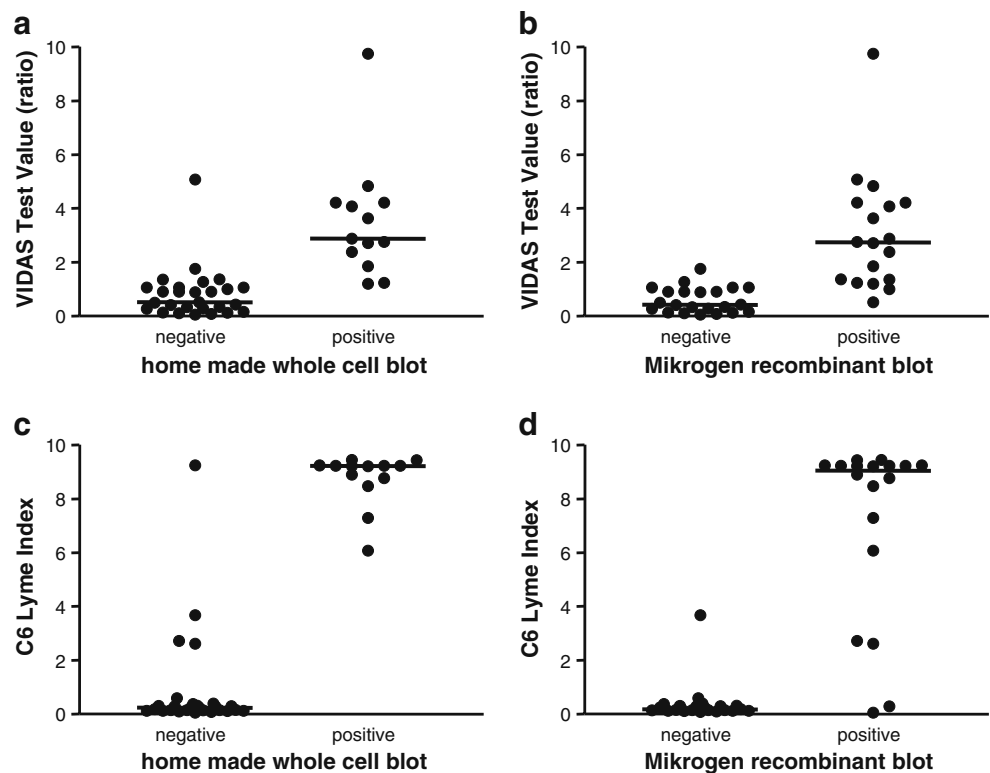 a
VIDAS Test Value (ratio)
10
8
6
4
2
0
negative positive
home made whole cell blot
b
VIDAS Test Value (ratio)
10
8
6
4
2
0
negative positive
Mikrogen recombinant blot
c
C6 Lyme Index
10
8
6
4
2
0
negative positive
home made whole cell blot
d
C6 Lyme Index
10
8
6
4
2
0
negative positive
Mikrogen recombinant blot